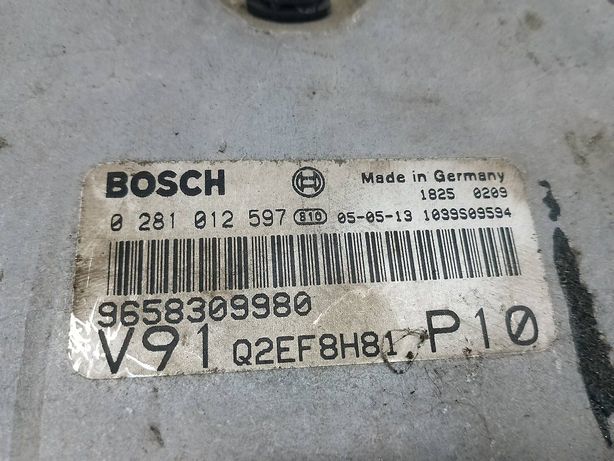 BOSCH Made in Germany
1825 0209
0 281 012 597 810 05-05-13 1039S09594
9658309980
V91 Q2EF8H81 P10